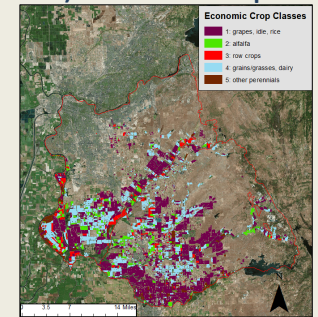 Economic Crop Classes
1: grapes, idle, rice
2: alfalfa
3: row crops
4: grains/grasses, dairy
5: other perennials
0 3.5 7 14 Miles